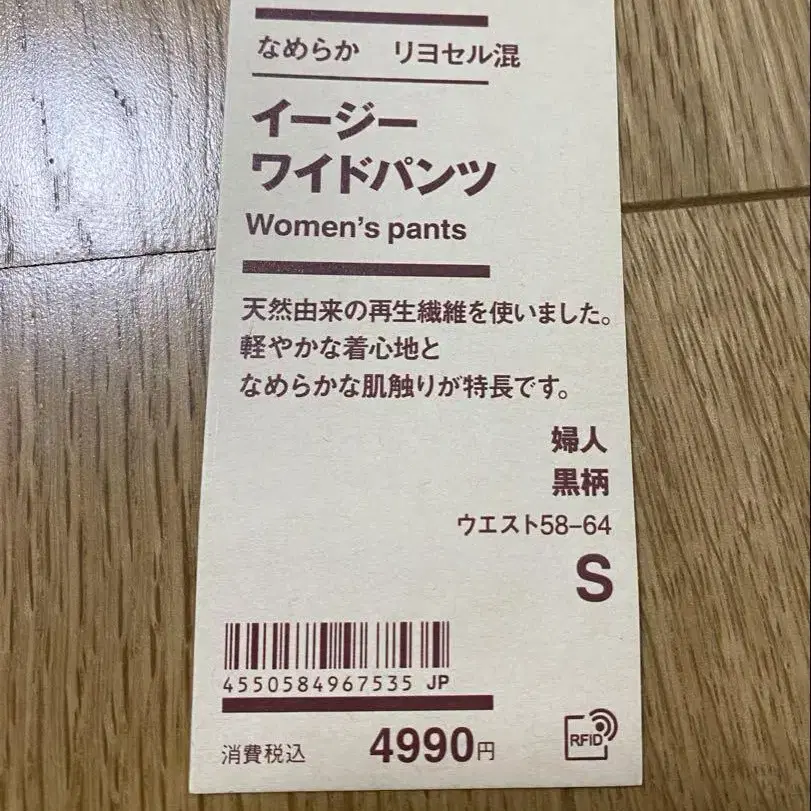 なめらか リヨセル混
イージー
ワイドパンツ
Women's pants
天然由来の再生繊維を使いました。
軽やかな着心地と
なめらかな肌触りが特長です。
婦人
黒柄
ウエスト58-64
S
4550584967535 JP
消費税込 4990円
RFID